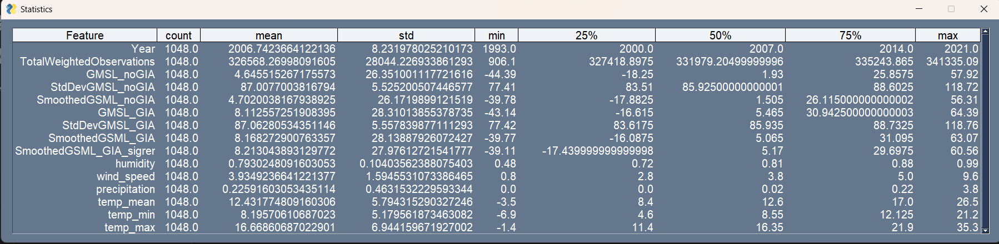 Statistics
Feature count mean std min 25% 50% 75% max
Year 1048.0 2006.7423664122136 8.231978025210173 1993.0 2000.0 2007.0 2014.0 2021.0
TotalWeightedObservations 1048.0 326568.26998091605 28044.226933861293 906.1 327418.8975 331979.20499999996 335243.865 341335.09
GMSL_noGIA 1048.0 4.645515267175573 26.351001117721616 -44.39 -18.25 1.93 25.8575 57.92
StdDevGMSL_noGIA 1048.0 87.0077003816794 5.525200507446577 77.41 83.51 85.92500000000001 88.6025 118.72
SmoothedGSML_noGIA 1048.0 4.7020038167938925 26.1719899121519 -39.78 -17.8825 1.505 26.115000000000002 56.31
GMSL_GIA 1048.0 8.112557251908395 28.31013855378735 -43.14 -16.615 5.465 30.942500000000003 64.39
StdDevGMSL_GIA 1048.0 87.06280534351146 5.557839877111293 77.42 83.6175 85.935 88.7325 118.76
SmoothedGSML_GIA 1048.0 8.168272900763357 28.13887926072427 -39.77 -16.0875 5.065 31.095 63.07
SmoothedGSML_GIA_sigrer 1048.0 8.213043893129772 27.97612721541777 -39.11 -17.439999999999998 5.17 29.6975 60.56
humidity 1048.0 0.7930248091603053 0.10403562388075403 0.48 0.72 0.81 0.88 0.99
wind_speed 1048.0 3.9349236641221377 1.5945531073386465 0.8 2.8 3.8 5.0 9.6
precipitation 1048.0 0.22591603053435114 0.4631532229593344 0.0 0.0 0.02 0.22 3.8
temp_mean 1048.0 12.431774809160306 5.794315290327246 -3.5 8.4 12.6 17.0 26.5
temp_min 1048.0 8.19570610687023 5.179561873463082 -6.9 4.6 8.55 12.125 21.2
temp_max 1048.0 16.66860687022901 6.944159671927002 -1.4 11.4 16.35 21.9 35.3